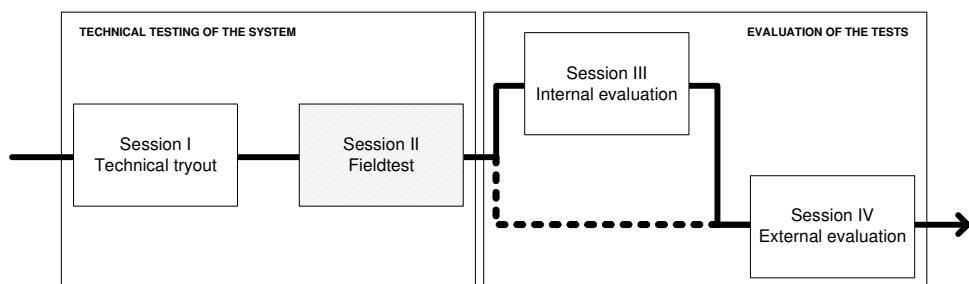 TECHNICAL TESTING OF THE SYSTEM
EVALUATION OF THE TESTS
Session I
Technical tryout
Session II
Fieldtest
Session III
Internal evaluation
Session IV
External evaluation